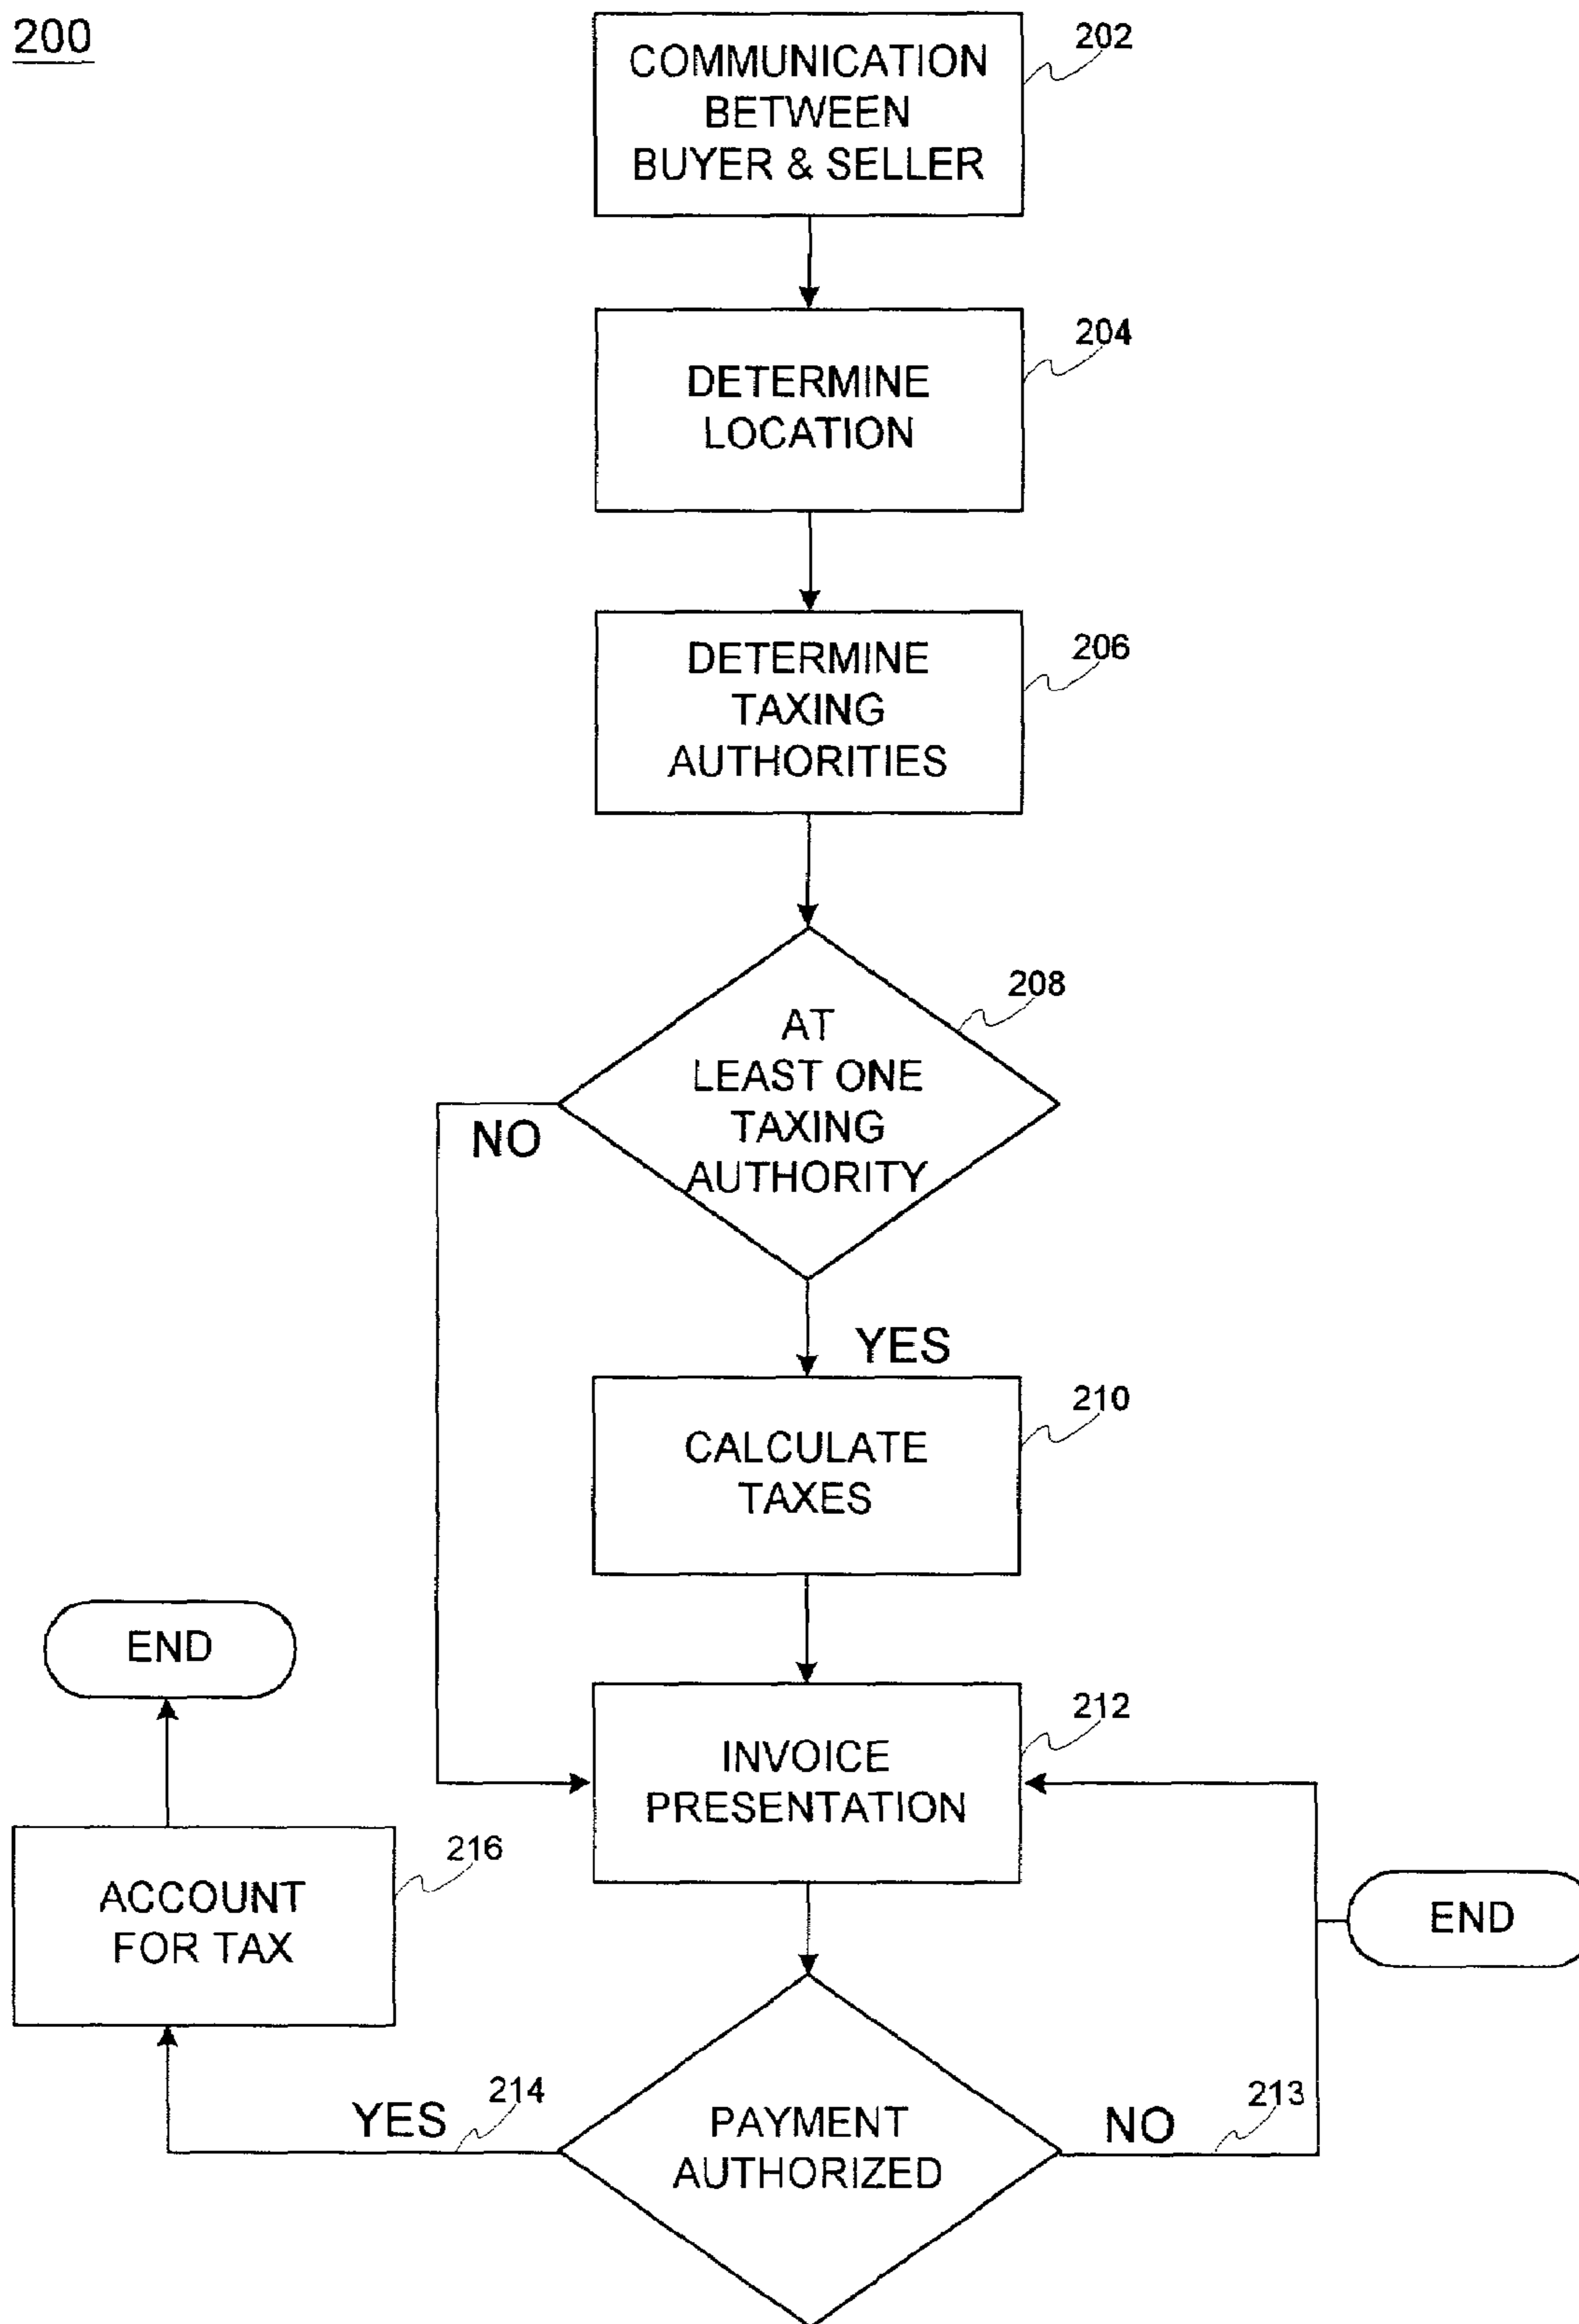 200
COMMUNICATION
BETWEEN
BUYER & SELLER
202
DETERMINE
LOCATION
204
DETERMINE
TAXING
AUTHORITIES
206
AT
LEAST ONE
TAXING
AUTHORITY
208
NO
YES
CALCULATE
TAXES
210
END
INVOICE
PRESENTATION
212
ACCOUNT
FOR TAX
216
END
YES
214
PAYMENT
AUTHORIZED
NO
213